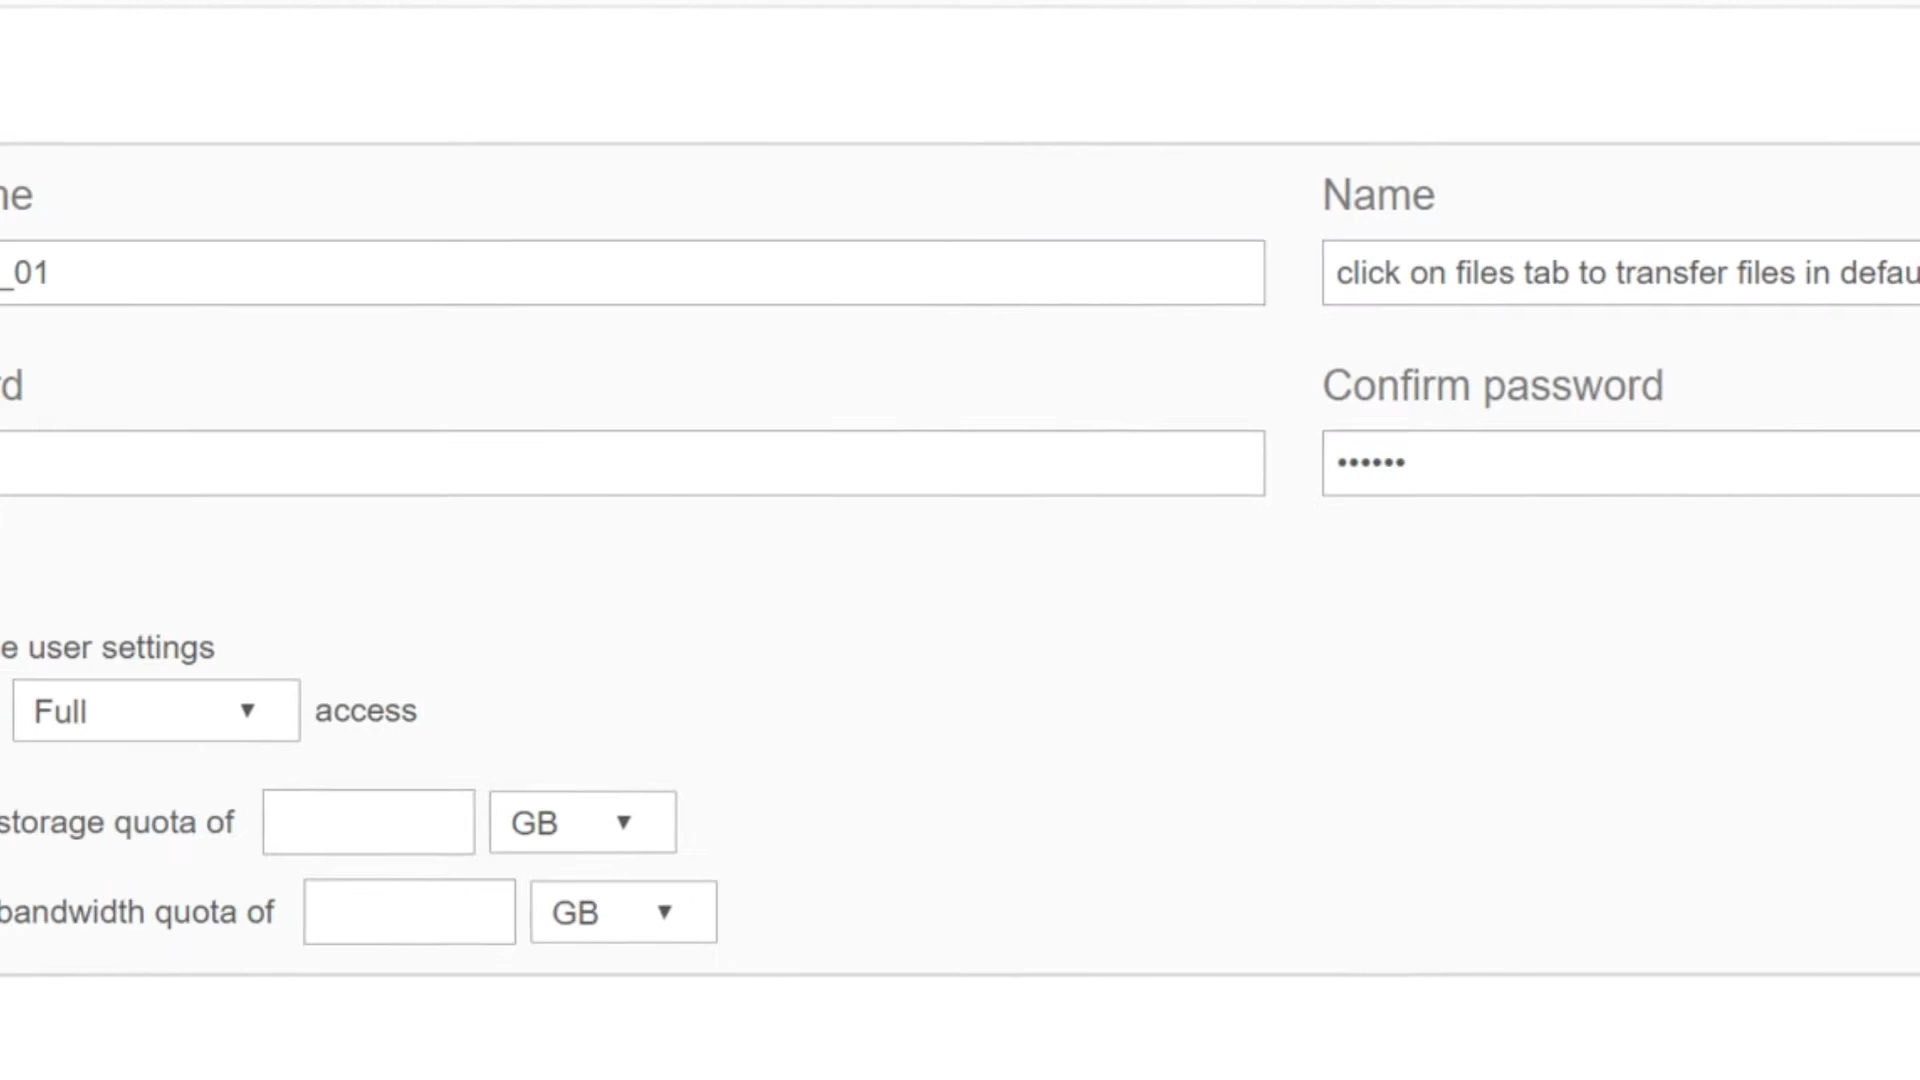 ne
Name
_01
click on files tab to transfer files in defau
rd
Confirm password
••••••
e user settings
Full ▼ access
storage quota of GB ▼
bandwidth quota of GB ▼